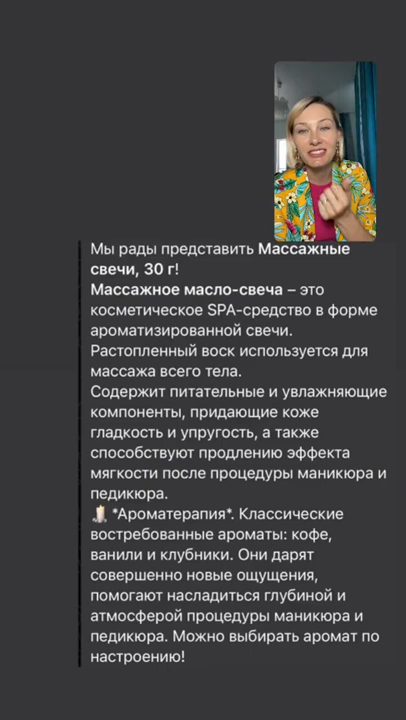 Мы рады представить Массажные
свечи, 30 г!
Массажное масло-свеча – это
косметическое SPA-средство в форме
ароматизированной свечи.
Растопленный воск используется для
массажа всего тела.
Содержит питательные и увлажняющие
компоненты, придающие коже
гладкость и упругость, а также
способствуют продлению эффекта
мягкости после процедуры маникюра и
педикюра.
*Ароматерапия*. Классические
востребованные ароматы: кофе,
ванили и клубники. Они дарят
совершенно новые ощущения,
помогают насладиться глубиной и
атмосферой процедуры маникюра и
педикюра. Можно выбирать аромат по
настроению!